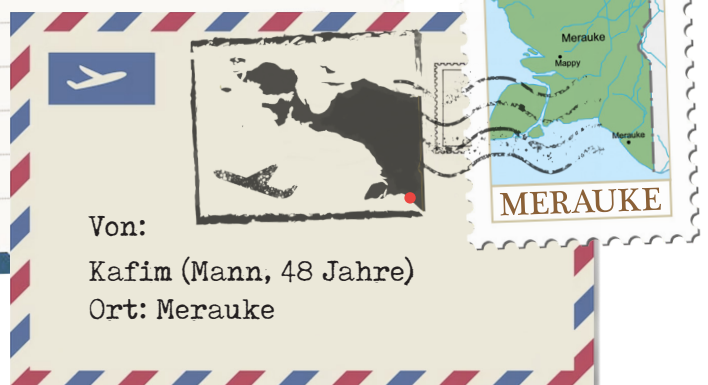 Merauke
Mappy
Merauke
MERAUKE
Von:
Kafim (Mann, 48 Jahre)
Ort: Merauke